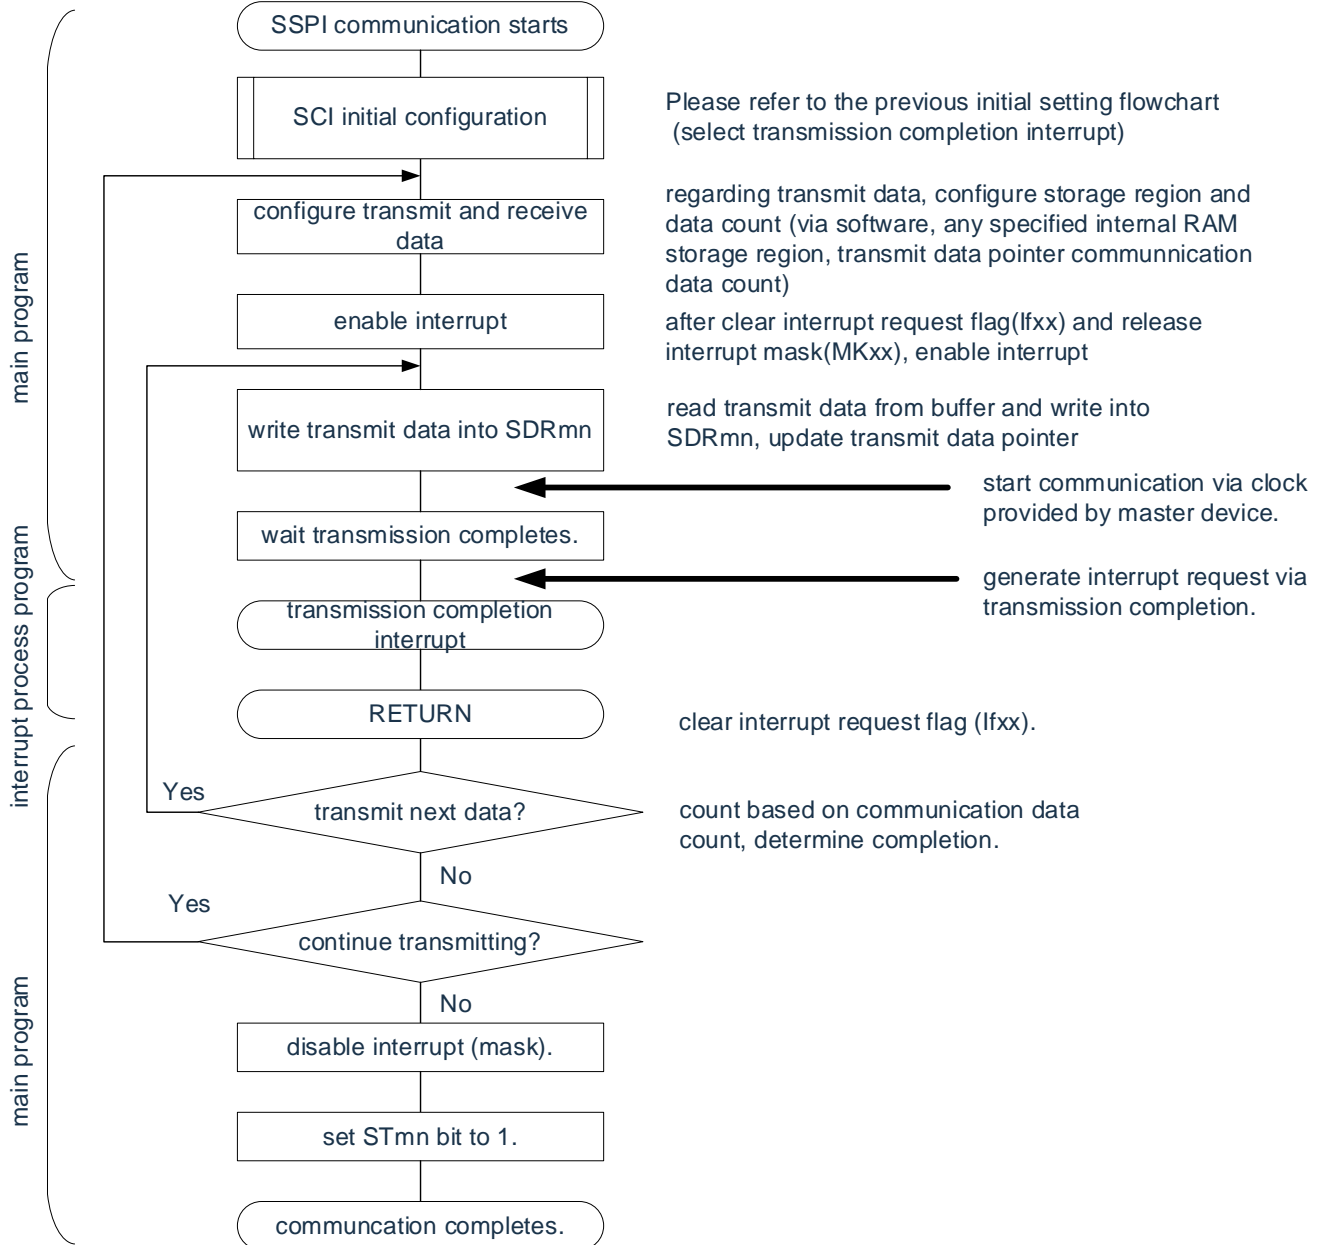 SSPI communication starts
SCI initial configuration
Please refer to the previous initial setting flowchart
(select transmission completion interrupt)
configure transmit and receive
data
regarding transmit data, configure storage region and
data count (via software, any specified internal RAM
storage region, transmit data pointer communnication
data count)
enable interrupt
after clear interrupt request flag(Ifxx) and release
interrupt mask(MKxx), enable interrupt
main program
write transmit data into SDRmn
read transmit data from buffer and write into
SDRmn, update transmit data pointer
start communication via clock
provided by master device.
wait transmission completes.
generate interrupt request via
transmission completion.
transmission completion
interrupt
interrupt process program
RETURN
clear interrupt request flag (Ifxx).
Yes
transmit next data?
count based on communication data
count, determine completion.
No
Yes
continue transmitting?
No
main program
disable interrupt (mask).
set STmn bit to 1.
communcation completes.